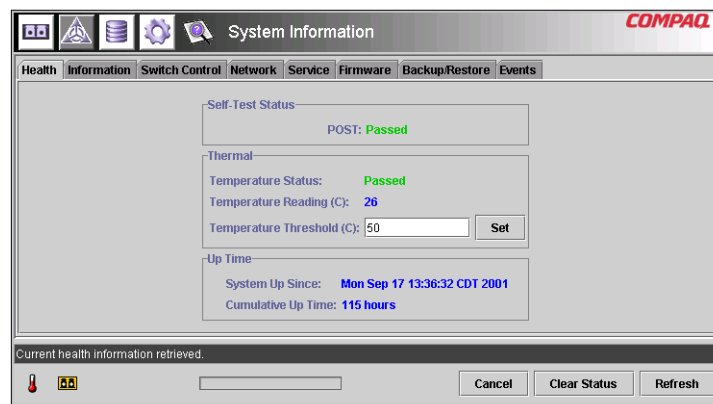 System Information
COMPAQ
Health Information Switch Control Network Service Firmware Backup/Restore Events
Self-Test Status
POST: Passed
Thermal
Temperature Status: Passed
Temperature Reading (C): 26
Temperature Threshold (C): 50 Set
Up Time
System Up Since: Mon Sep 17 13:36:32 CDT 2001
Cumulative Up Time: 115 hours
Current health information retrieved.
Cancel Clear Status Refresh